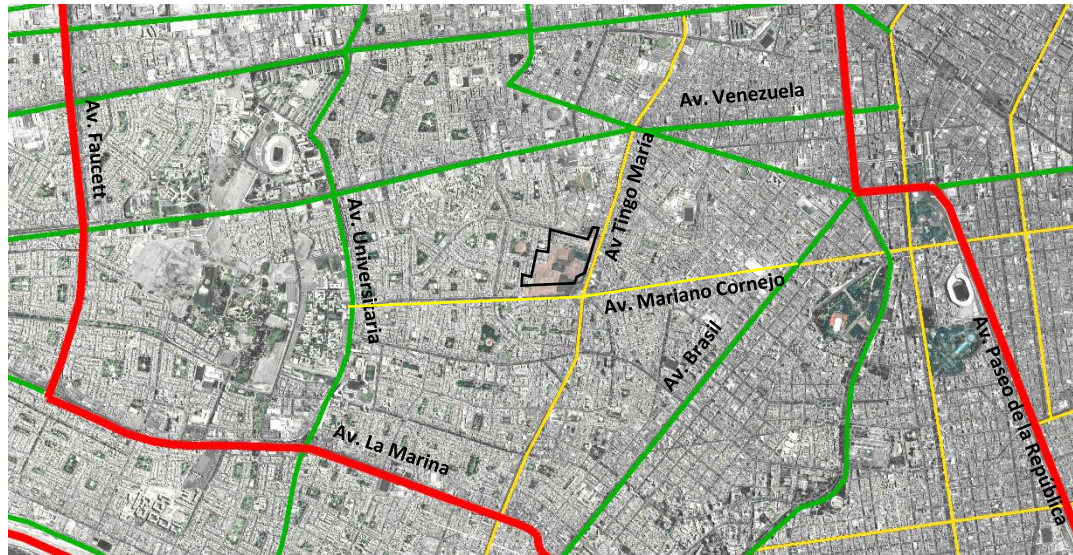 Av. Venezuela
Av. Faucett
Av Tingo María
Av. Universitaria
Av. Mariano Cornejo
Av. Brasil
Av. Paseo de la Republica
Av. La Marina